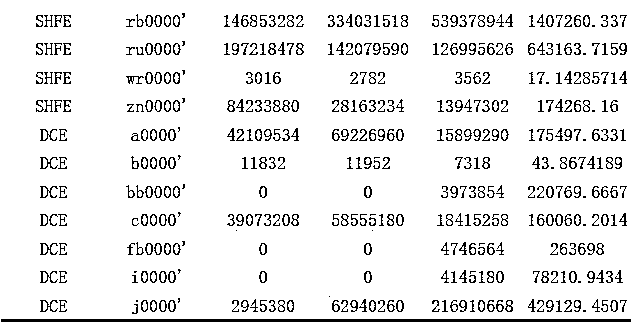 SHFE rb0000' 146853282 334031518 539378944 1407260.337
SHFE ru0000' 197218478 142079590 126995626 643163.7159
SHFE wr0000' 3016 2782 3562 17.14285714
SHFE zn0000' 84233880 28163234 13947302 174268.16
DCE a0000' 42109534 69226960 15899290 175497.6331
DCE b0000' 11832 11952 7318 43.8674189
DCE bb0000' 0 0 3973854 220769.6667
DCE c0000' 39073208 58555180 18415258 160060.2014
DCE fb0000' 0 0 4746564 263698
DCE i0000' 0 0 4145180 78210.9434
DCE j0000' 2945380 62940260 216910668 429129.4507